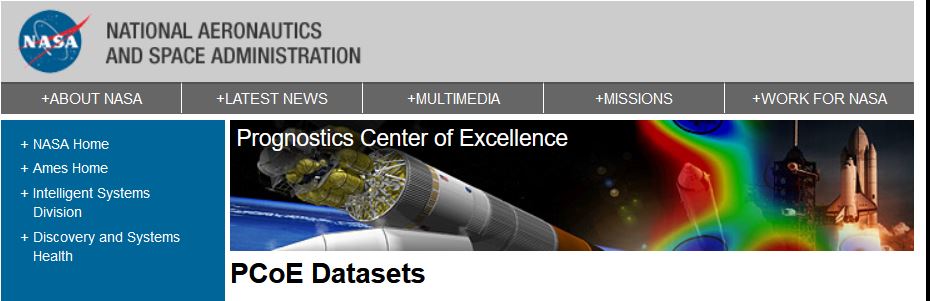 NASA
NATIONAL AERONAUTICS
AND SPACE ADMINISTRATION
+ABOUT NASA
+LATEST NEWS
+MULTIMEDIA
+MISSIONS
+WORK FOR NASA
+ NASA Home
+ Ames Home
+ Intelligent Systems
Division
+ Discovery and Systems
Health
Prognostics Center of Excellence
PCoE Datasets